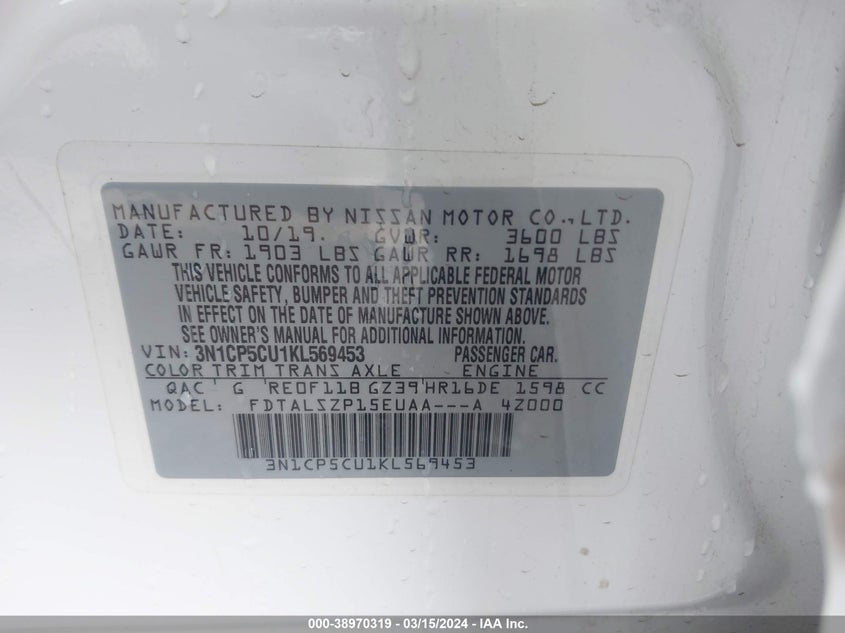 MANUFACTURED BY NISSAN MOTOR CO.,LTD.
DATE: 10/19. GVWR: 3600 LBS
GAWR FR: 1903 LBS GAWR RR: 1698 LBS
THIS VEHICLE CONFORMS TO ALL APPLICABLE FEDERAL MOTOR
VEHICLE SAFETY, BUMPER AND THEFT PREVENTION STANDARDS
IN EFFECT ON THE DATE OF MANUFACTURE SHOWN ABOVE.
SEE OWNER'S MANUAL FOR ADDITIONAL INFORMATION.
VIN: 3N1CP5CU1KL569453 PASSENGER CAR.
COLOR TRIM TRANS AXLE ENGINE
QAC G RE0F11B GZ39 HR16DE 1598 CC
MODEL: FDTALSZP15EUAA---A 4Z000
3N1CP5CU1KL569453
000-38970319 - 03/15/2024 - IAA Inc.